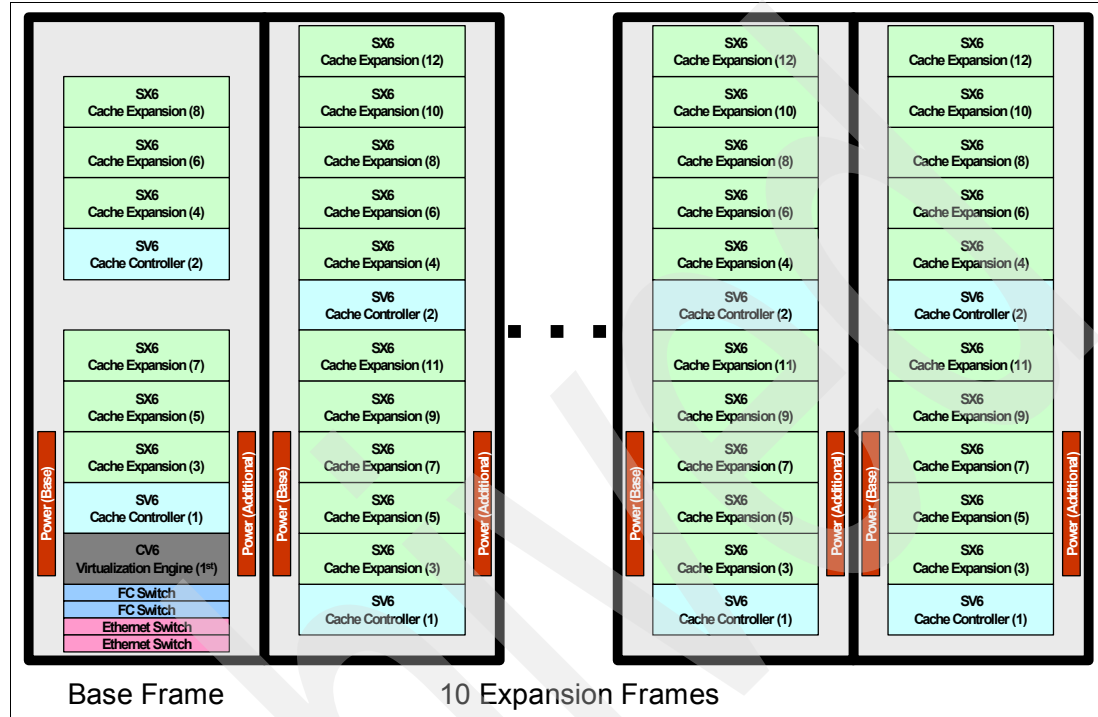 SX6
Cache Expansion (8)
SX6
Cache Expansion (6)
SX6
Cache Expansion (4)
SV6
Cache Controller (2)
SX6
Cache Expansion (7)
SX6
Cache Expansion (5)
SX6
Cache Expansion (3)
SV6
Cache Controller (1)
CV6
Virtualization Engine (1st)
FC Switch
FC Switch
Ethernet Switch
Ethernet Switch
Power (Base)
Power (Additional)
SX6
Cache Expansion (12)
SX6
Cache Expansion (10)
SX6
Cache Expansion (8)
SX6
Cache Expansion (6)
SX6
Cache Expansion (4)
SV6
Cache Controller (2)
SX6
Cache Expansion (11)
SX6
Cache Expansion (9)
SX6
Cache Expansion (7)
SX6
Cache Expansion (5)
SX6
Cache Expansion (3)
SV6
Cache Controller (1)
Power (Base)
Power (Additional)
SX6
Cache Expansion (12)
SX6
Cache Expansion (10)
SX6
Cache Expansion (8)
SX6
Cache Expansion (6)
SX6
Cache Expansion (4)
SV6
Cache Controller (2)
SX6
Cache Expansion (11)
SX6
Cache Expansion (9)
SX6
Cache Expansion (7)
SX6
Cache Expansion (5)
SX6
Cache Expansion (3)
SV6
Cache Controller (1)
Power (Base)
Power (Additional)
SX6
Cache Expansion (12)
SX6
Cache Expansion (10)
SX6
Cache Expansion (8)
SX6
Cache Expansion (6)
SX6
Cache Expansion (4)
SV6
Cache Controller (2)
SX6
Cache Expansion (11)
SX6
Cache Expansion (9)
SX6
Cache Expansion (7)
SX6
Cache Expansion (5)
SX6
Cache Expansion (3)
SV6
Cache Controller (1)
Power (Base)
Power (Additional)
Base Frame
10 Expansion Frames